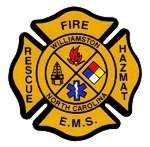 FIRE
RESCUE
HAZMAT
WILLIAMSTON
NORTH CAROLINA
E.M.S.